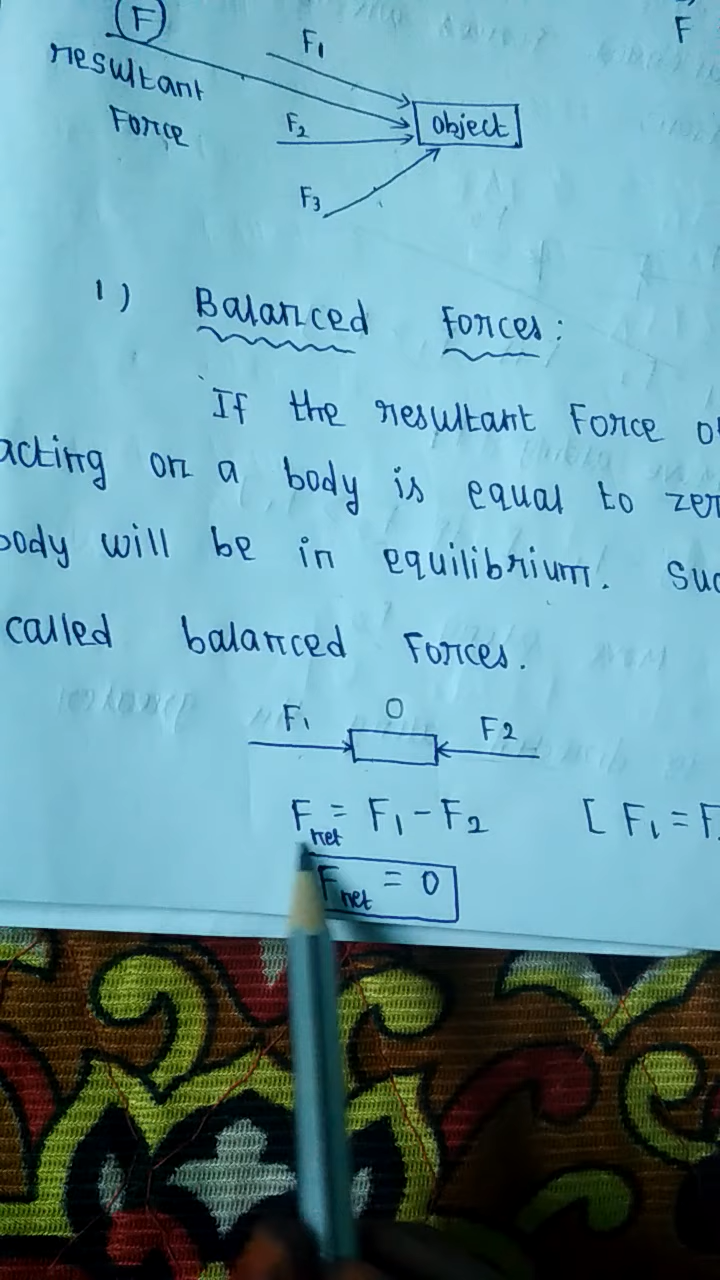 F
F
F1
resultant
Force
object
F2
F3
1) Balanced Forces:
If the resultant Force
acting on a body is equal to
body will be in equilibrium.
called balanced Forces.
F1 O F2
Fnet = F1 - F2 [ F1 = F
Fnet = 0